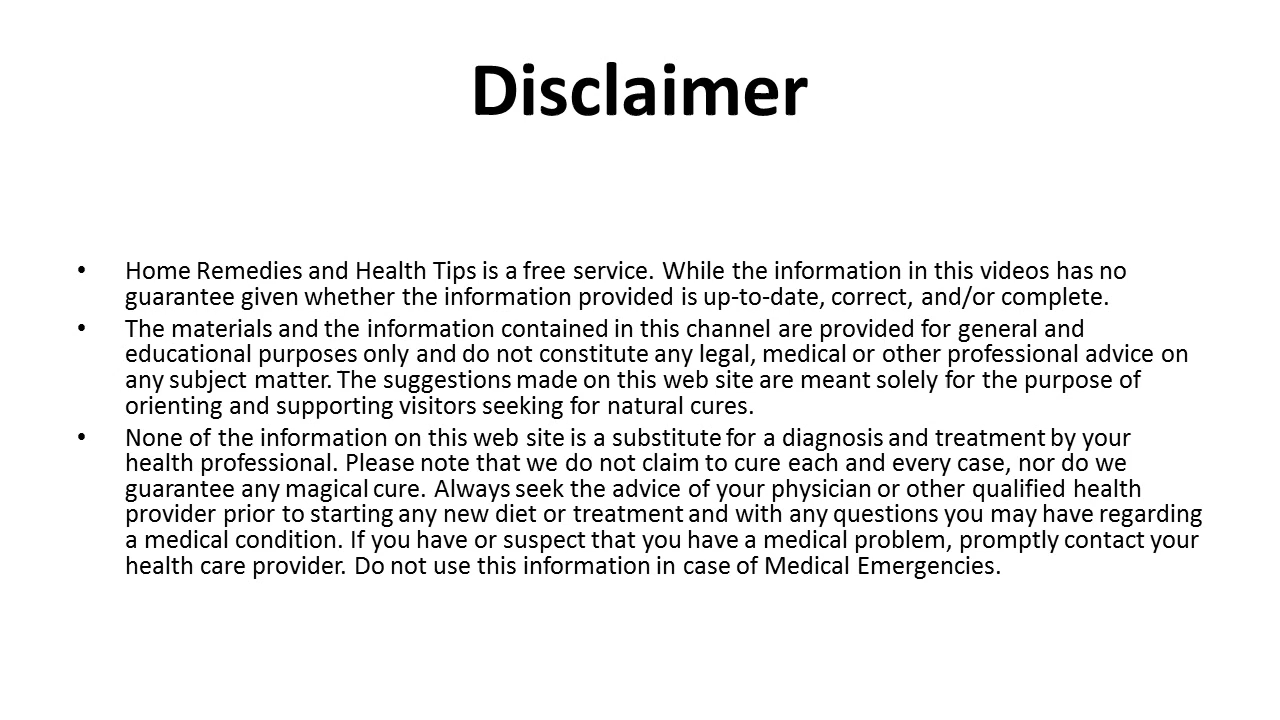 Disclaimer
• Home Remedies and Health Tips is a free service. While the information in this videos has no
guarantee given whether the information provided is up-to-date, correct, and/or complete.
• The materials and the information contained in this channel are provided for general and
educational purposes only and do not constitute any legal, medical or other professional advice on
any subject matter. The suggestions made on this web site are meant solely for the purpose of
orienting and supporting visitors seeking for natural cures.
• None of the information on this web site is a substitute for a diagnosis and treatment by your
health professional. Please note that we do not claim to cure each and every case, nor do we
guarantee any magical cure. Always seek the advice of your physician or other qualified health
provider prior to starting any new diet or treatment and with any questions you may have regarding
a medical condition. If you have or suspect that you have a medical problem, promptly contact your
health care provider. Do not use this information in case of Medical Emergencies.